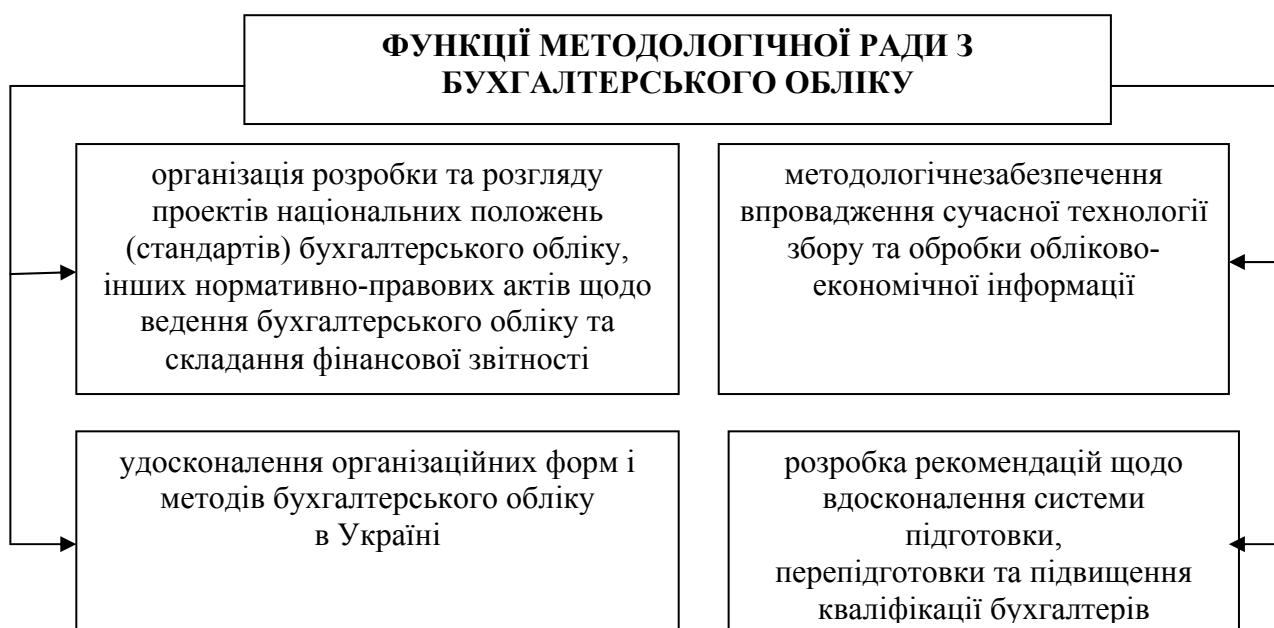 ФУНКЦІЇ МЕТОДОЛОГІЧНОЇ РАДИ З
БУХГАЛТЕРСЬКОГО ОБЛІКУ
організація розробки та розгляду
проектів національних положень
(стандартів) бухгалтерського обліку,
інших нормативно-правових актів щодо
ведення бухгалтерського обліку та
складання фінансової звітності
методологічнезабезпечення
впровадження сучасної технології
збору та обробки обліково-
економічної інформації
удосконалення організаційних форм і
методів бухгалтерського обліку
в Україні
розробка рекомендацій щодо
вдосконалення системи
підготовки,
перепідготовки та підвищення
кваліфікації бухгалтерів